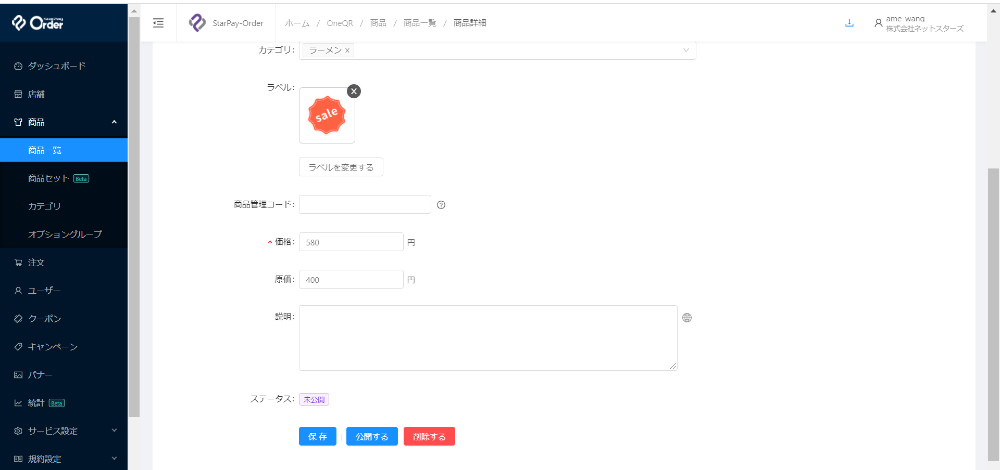 StarPay
Order
StarPay-Order
ホーム / OneQR / 商品 / 商品一覧 / 商品詳細
ame_wang
株式会社ネットスターズ
ダッシュボード
店舗
商品
商品一覧
商品セット Beta
カテゴリ
オプショングループ
注文
ユーザー
クーポン
キャンペーン
バナー
統計 Beta
サービス設定
規約設定
カテゴリ: ラーメン ×
ラベル:
sale
ラベルを変更する
商品管理コード:
* 価格: 580 円
原価: 400 円
説明:
ステータス: 未公開
保存 公開する 削除する